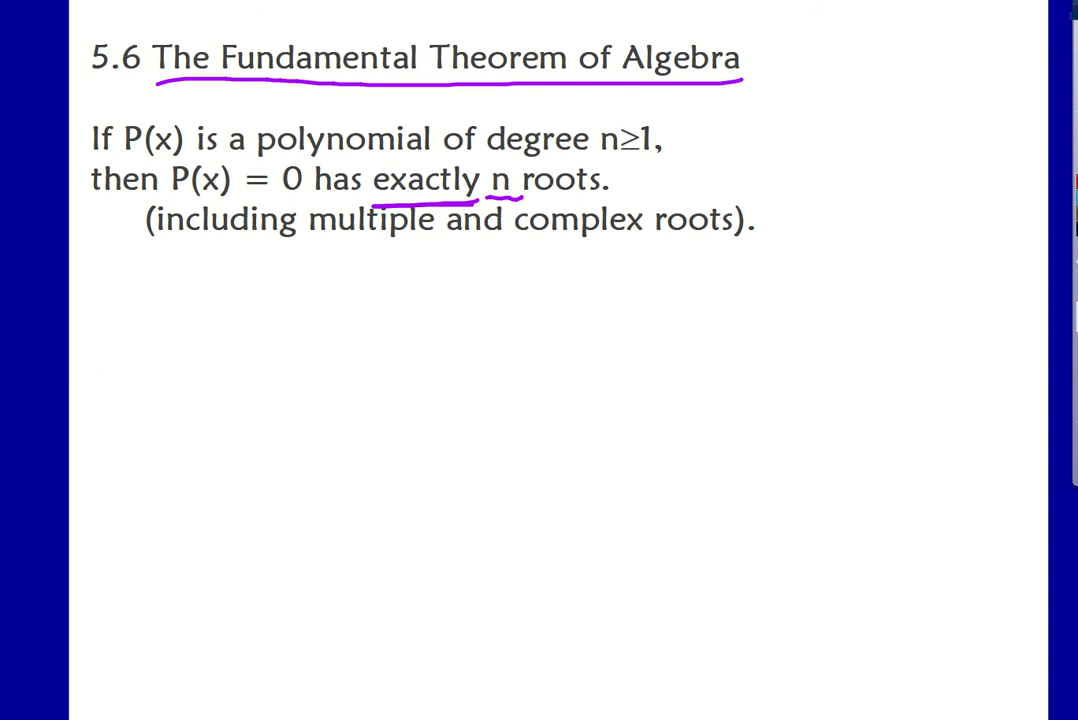 5.6 The Fundamental Theorem of Algebra
If P(x) is a polynomial of degree n≥1,
then P(x) = 0 has exactly n roots.
(including multiple and complex roots).